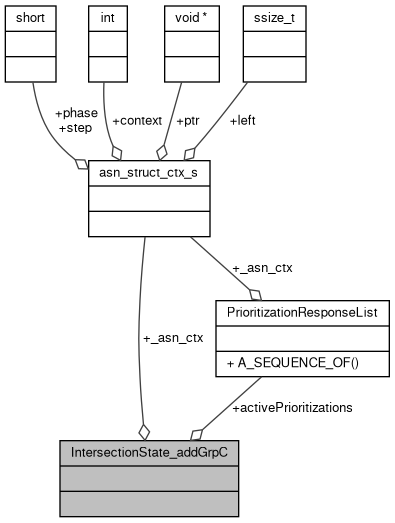 short
int
void *
ssize_t
+phase
+step
+context
+ptr
+left
asn_struct_ctx_s
+_asn_ctx
PrioritizationResponseList
+ A_SEQUENCE_OF()
+_asn_ctx
+activePrioritizations
IntersectionState_addGrpC